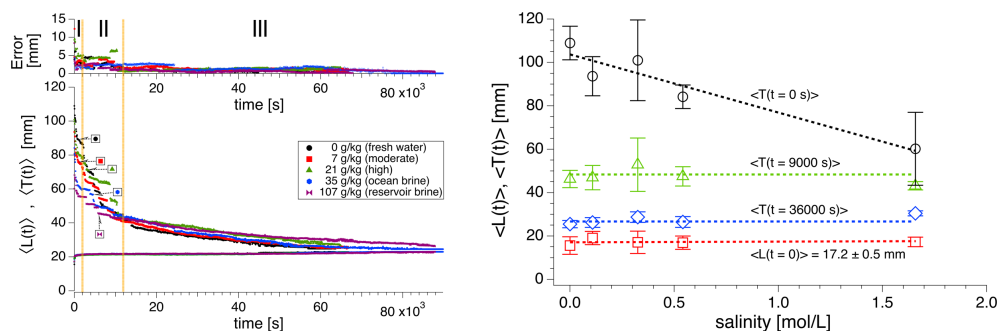 I II III
Error
[mm]
15
10
5
0
0 20 40 60 80 x10³
time [s]
⟨L(t)⟩ , ⟨T(t)⟩ [mm]
120
100
80
60
40
20
0
0 g/kg (fresh water)
7 g/kg (moderate)
21 g/kg (high)
35 g/kg (ocean brine)
107 g/kg (reservoir brine)
0 20 40 60 80 x10³
time [s]
<L(t)>, <T(t)> [mm]
120
100
80
60
40
20
0
<T(t = 0 s)>
<T(t = 9000 s)>
<T(t = 36000 s)>
<L(t = 0)> = 17.2 ± 0.5 mm
0.0 0.5 1.0 1.5 2.0
salinity [mol/L]